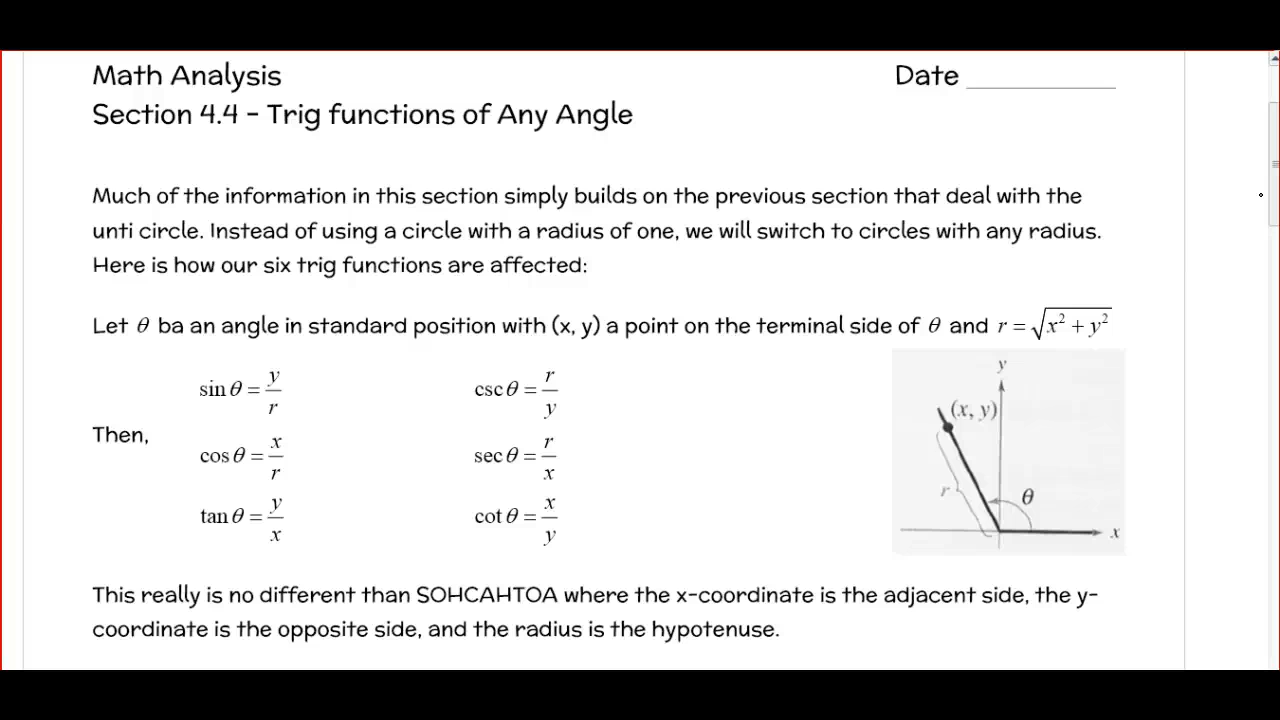 Math Analysis
Date ____________
Section 4.4 – Trig functions of Any Angle
Much of the information in this section simply builds on the previous section that deal with the
unti circle. Instead of using a circle with a radius of one, we will switch to circles with any radius.
Here is how our six trig functions are affected:
Let θ ba an angle in standard position with (x, y) a point on the terminal side of θ and r = √(x² + y²)
Then,
sin θ = y/r
csc θ = r/y
cos θ = x/r
sec θ = r/x
tan θ = y/x
cot θ = x/y
y
(x, y)
r
θ
x
This really is no different than SOHCAHTOA where the x-coordinate is the adjacent side, the y-
coordinate is the opposite side, and the radius is the hypotenuse.